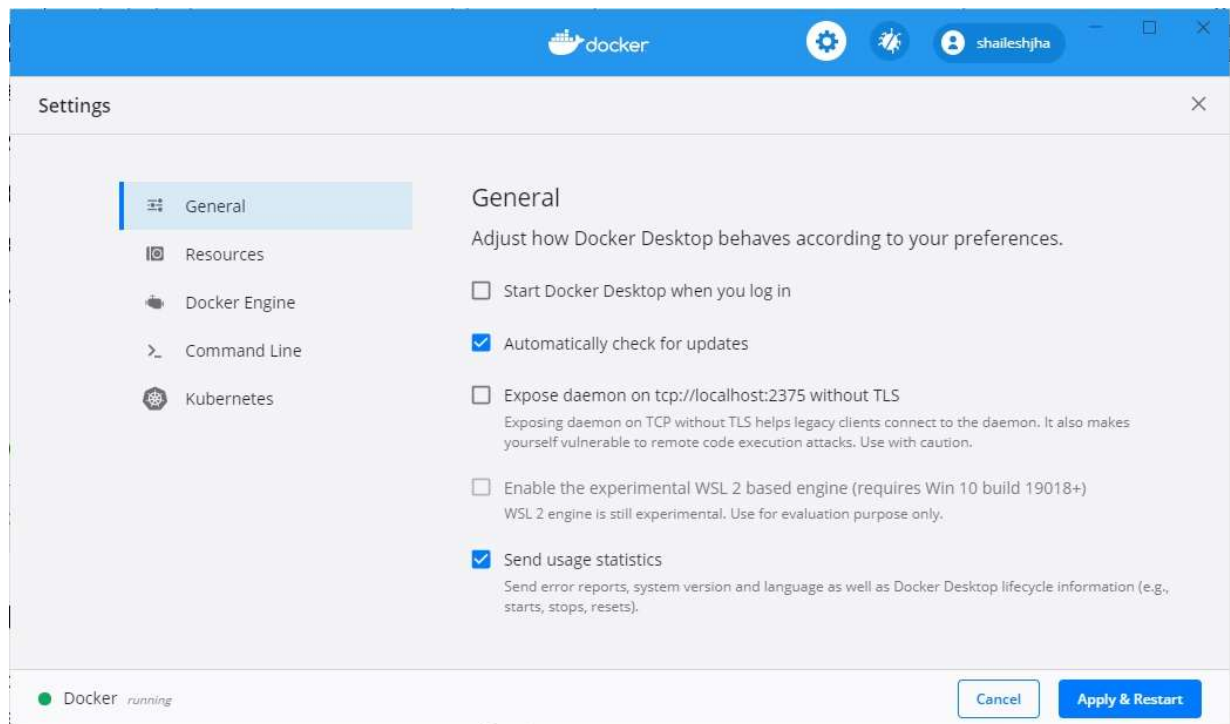 docker
shaileshjha
Settings
General
Resources
Docker Engine
Command Line
Kubernetes
General
Adjust how Docker Desktop behaves according to your preferences.
Start Docker Desktop when you log in
Automatically check for updates
Expose daemon on tcp://localhost:2375 without TLS
Exposing daemon on TCP without TLS helps legacy clients connect to the daemon. It also makes
yourself vulnerable to remote code execution attacks. Use with caution.
Enable the experimental WSL 2 based engine (requires Win 10 build 19018+)
WSL 2 engine is still experimental. Use for evaluation purpose only.
Send usage statistics
Send error reports, system version and language as well as Docker Desktop lifecycle information (e.g.,
starts, stops, resets).
Docker running
Cancel
Apply & Restart